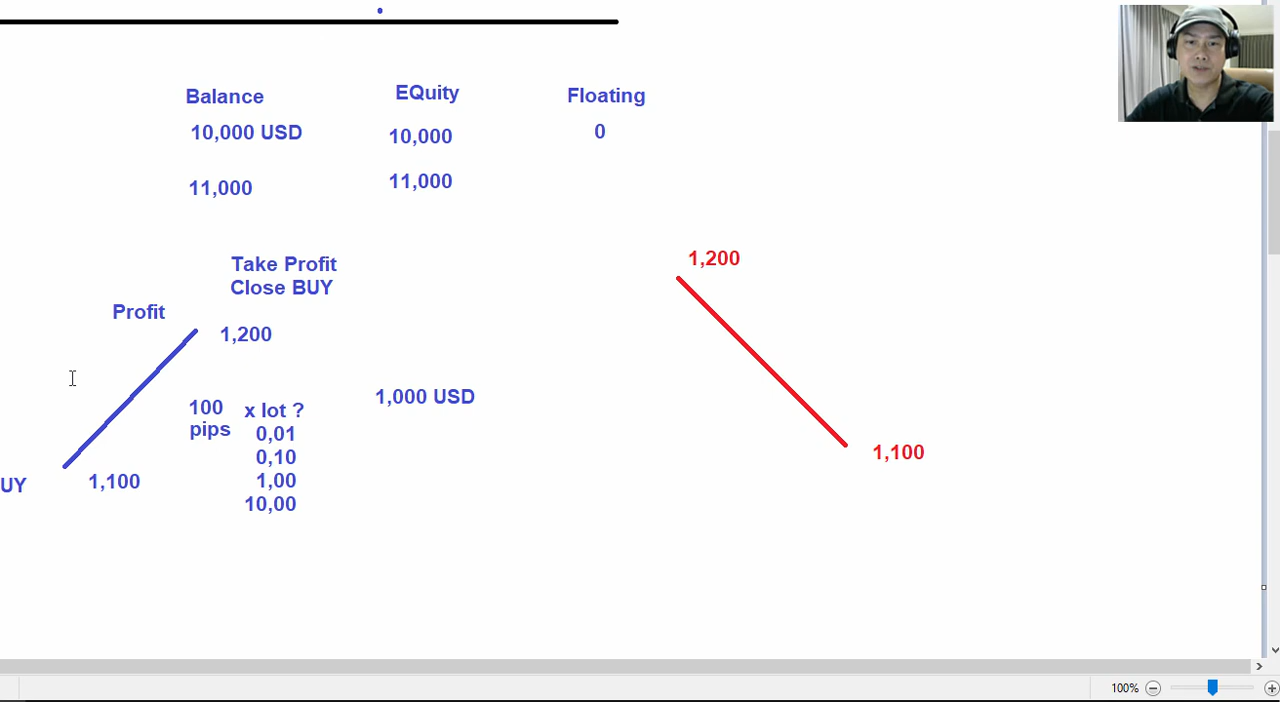 Balance
EQuity
Floating
10,000 USD
10,000
0
11,000
11,000
Take Profit
Close BUY
1,200
Profit
1,200
1,000 USD
100
pips
x lot ?
0,01
0,10
1,00
10,00
1,100
UY
1,100
100%